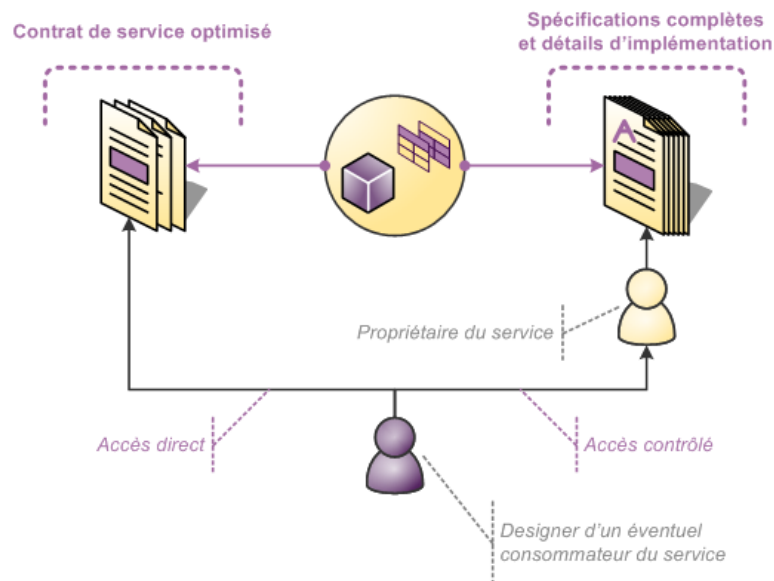 Contrat de service optimisé
Spécifications complètes
et détails d'implémentation
Propriétaire du service
Accès direct
Accès contrôlé
Designer d'un éventuel
consommateur du service